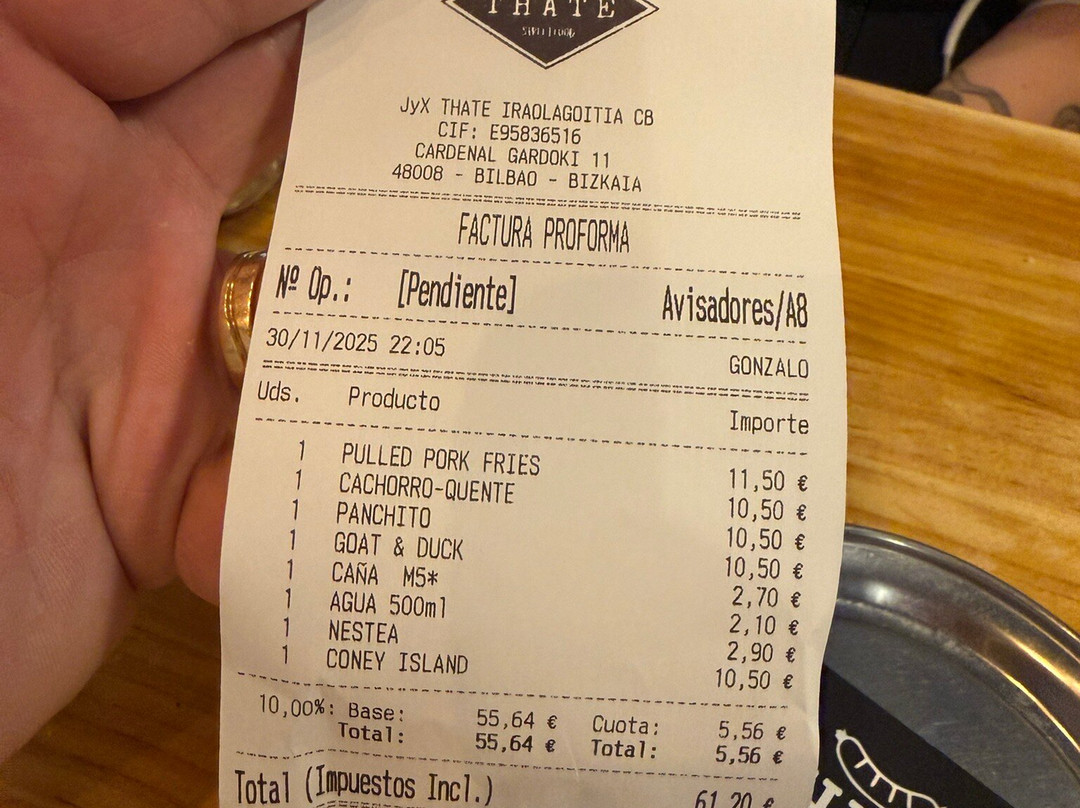 THATE
JyX THATE IRAOLAGOITIA CB
CIF: E95836516
CARDENAL GARDOKI 11
48008 - BILBAO - BIZKAIA
FACTURA PROFORMA
Nº Op.: [Pendiente] Avisadores/A8
30/11/2025 22:05 GONZALO
Uds. Producto Importe
1 PULLED PORK FRIES 11,50 €
1 CACHORRO-QUENTE 10,50 €
1 PANCHITO 10,50 €
1 GOAT & DUCK 10,50 €
1 CAÑA M5* 2,70 €
1 AGUA 500ml 2,10 €
1 NESTEA 2,90 €
1 CONEY ISLAND 10,50 €
10,00%: Base: 55,64 € Cuota: 5,56 €
Total: 55,64 € Total: 5,56 €
Total (Impuestos Incl.) 61,20 €